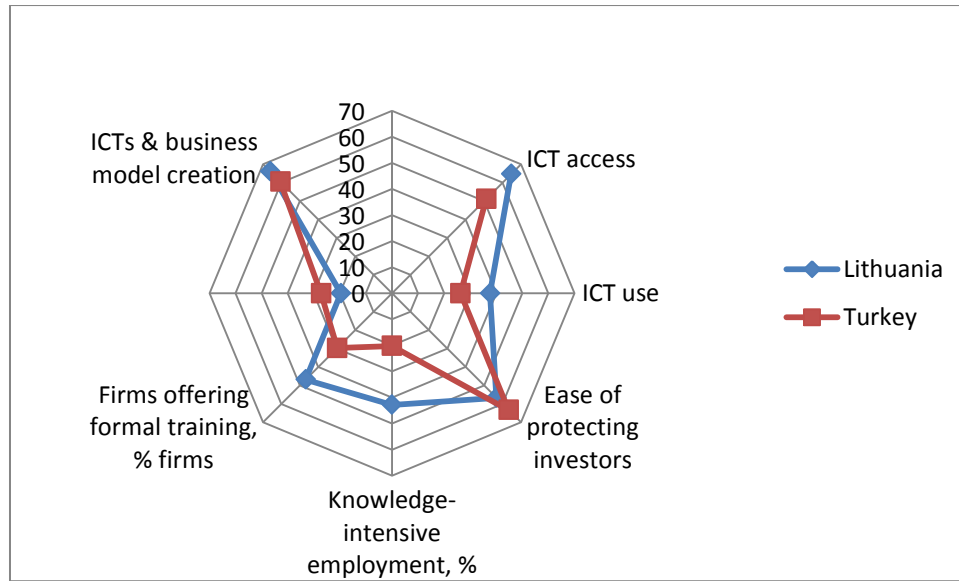 70
60
50
40
30
20
10
0
ICT access
ICT use
Ease of
protecting
investors
Knowledge-
intensive
employment, %
Firms offering
formal training,
% firms
ICTs & business
model creation
Lithuania
Turkey